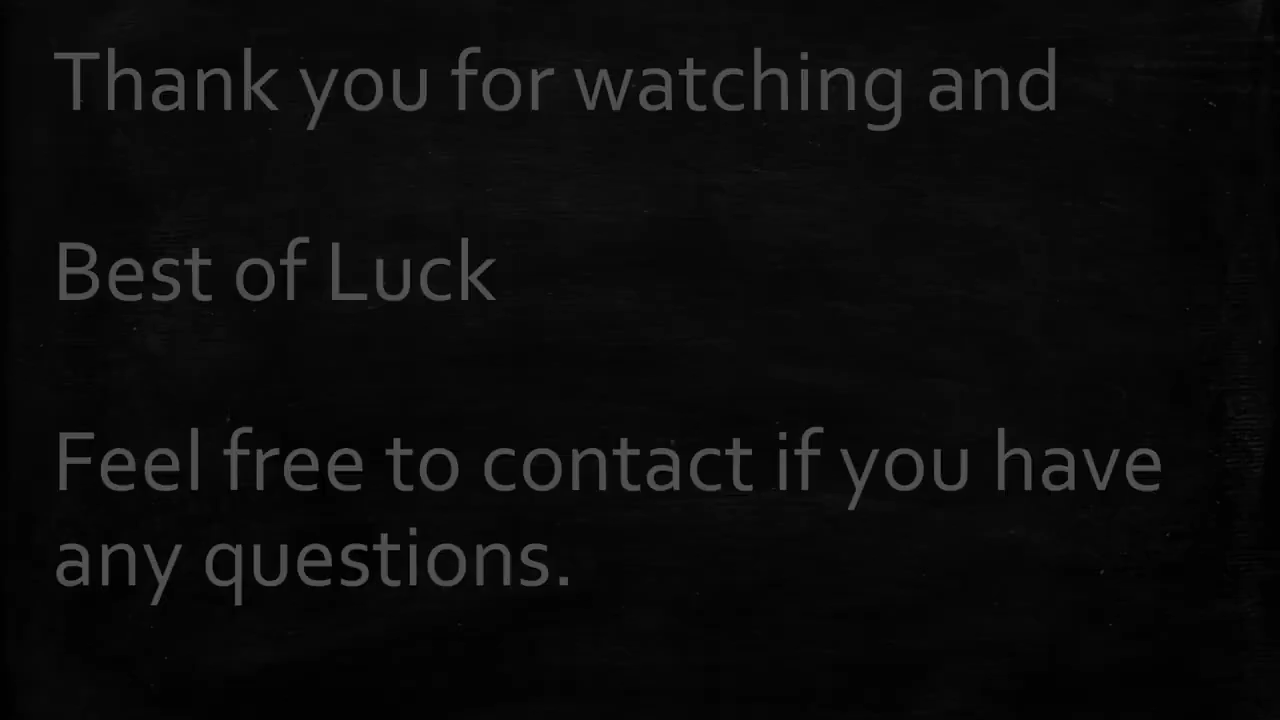 Thank you for watching and
Best of Luck
Feel free to contact if you have
any questions.